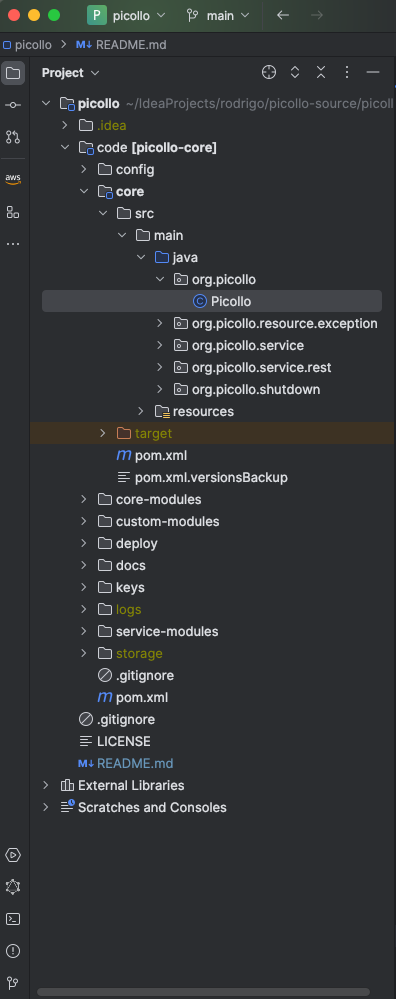 P picollo main
picollo README.md
Project
picollo ~/IdeaProjects/rodrigo/picollo-source/picoll
.idea
code [picollo-core]
config
core
src
main
java
org.picollo
C Picollo
org.picollo.resource.exception
org.picollo.service
org.picollo.service.rest
org.picollo.shutdown
resources
target
m pom.xml
pom.xml.versionsBackup
core-modules
custom-modules
deploy
docs
keys
logs
service-modules
storage
.gitignore
m pom.xml
.gitignore
LICENSE
M↓ README.md
External Libraries
Scratches and Consoles
aws